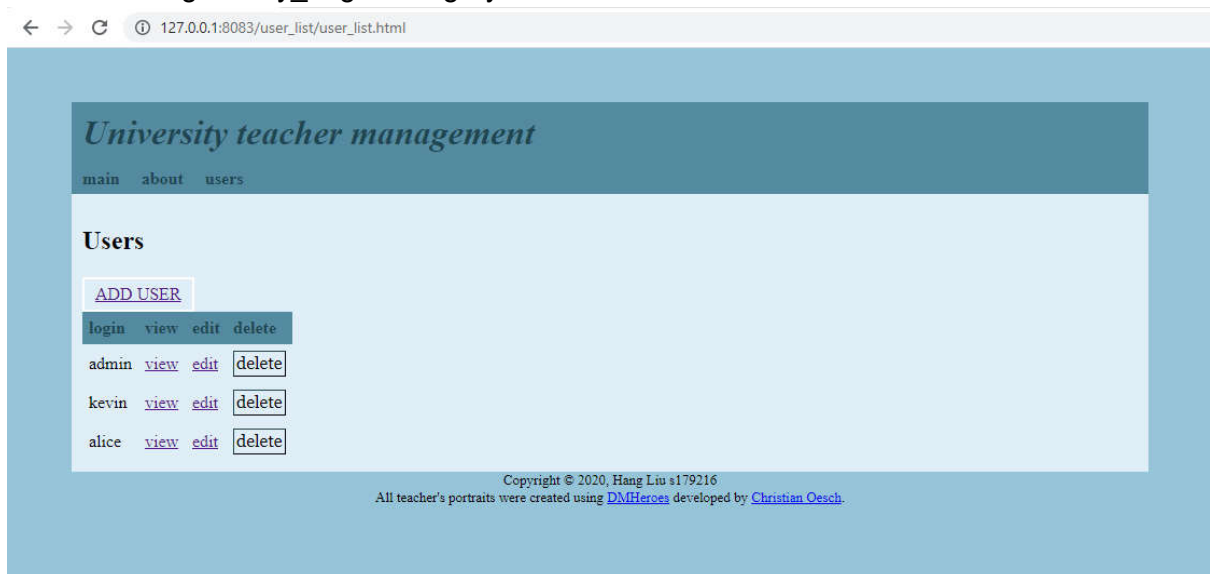 127.0.0.1:8083/user_list/user_list.html
University teacher management
main about users
Users
ADD USER
login view edit delete
admin view edit delete
kevin view edit delete
alice view edit delete
Copyright © 2020, Hang Liu s179216
All teacher's portraits were created using DMHeroes developed by Christian Oesch.